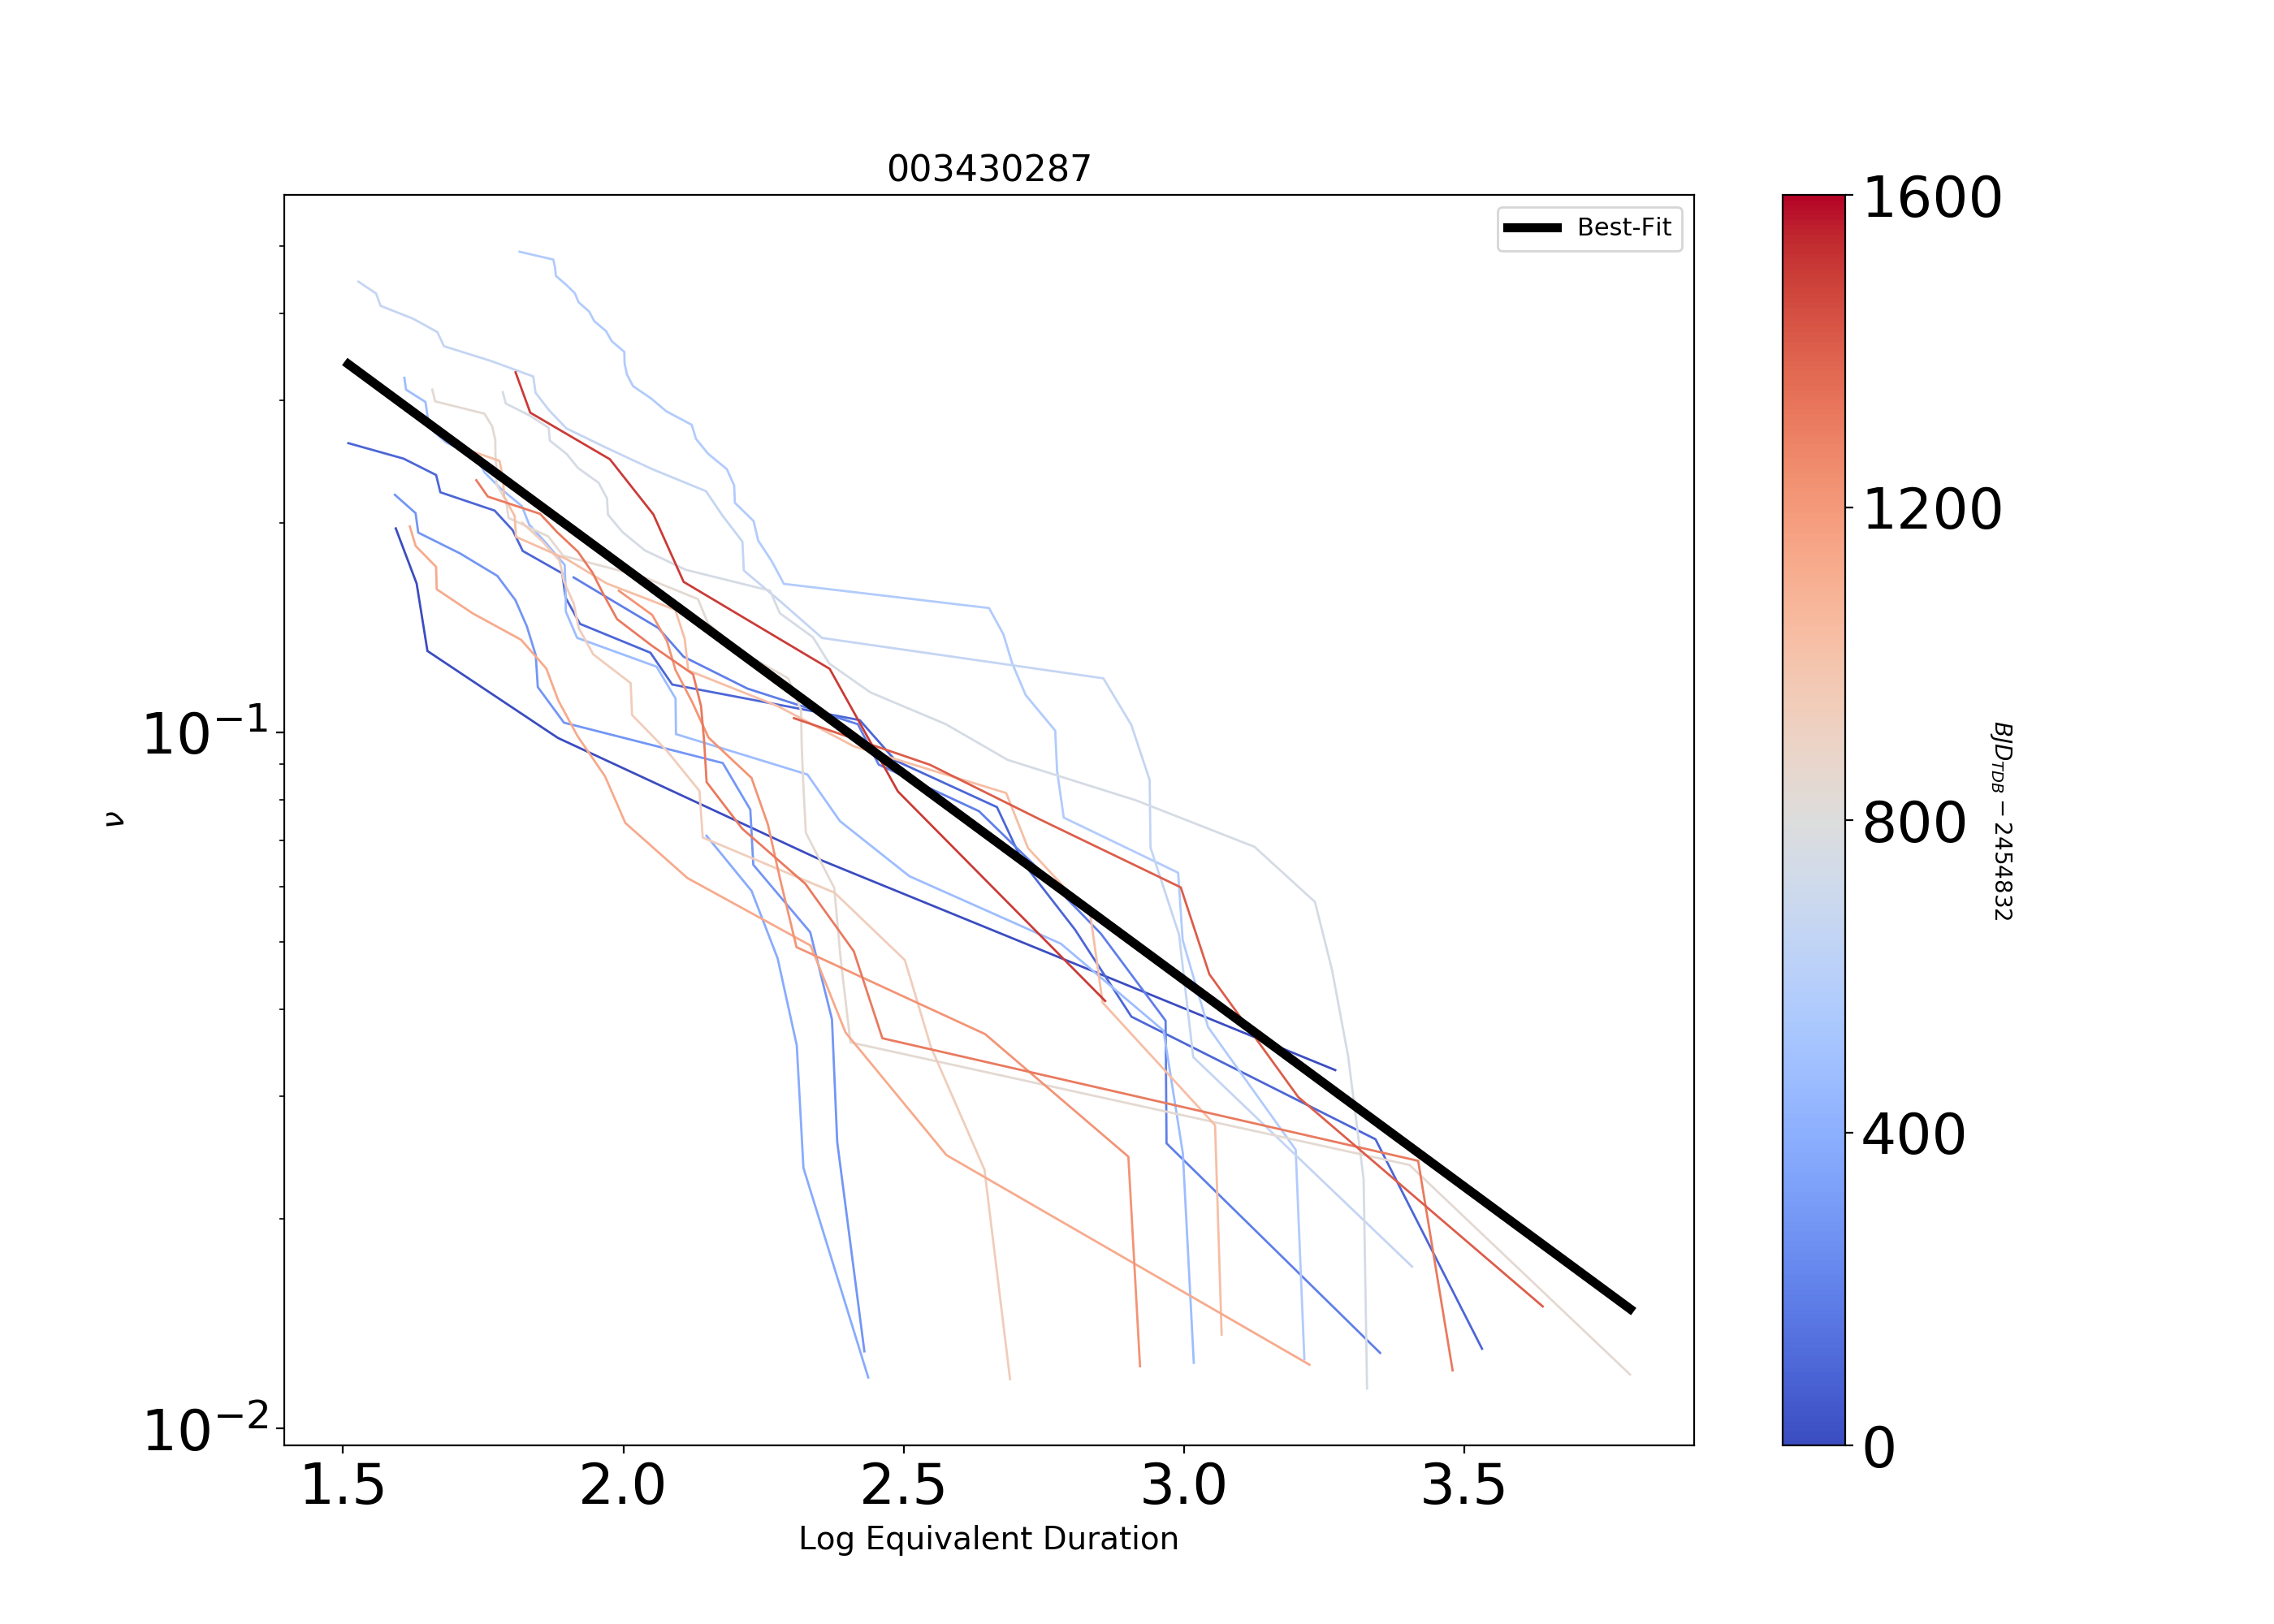 003430287
Best-Fit
10⁻¹
10⁻²
ν
1.5 2.0 2.5 3.0 3.5
Log Equivalent Duration
1600
1200
800
400
0
BJD_TDB − 2454832